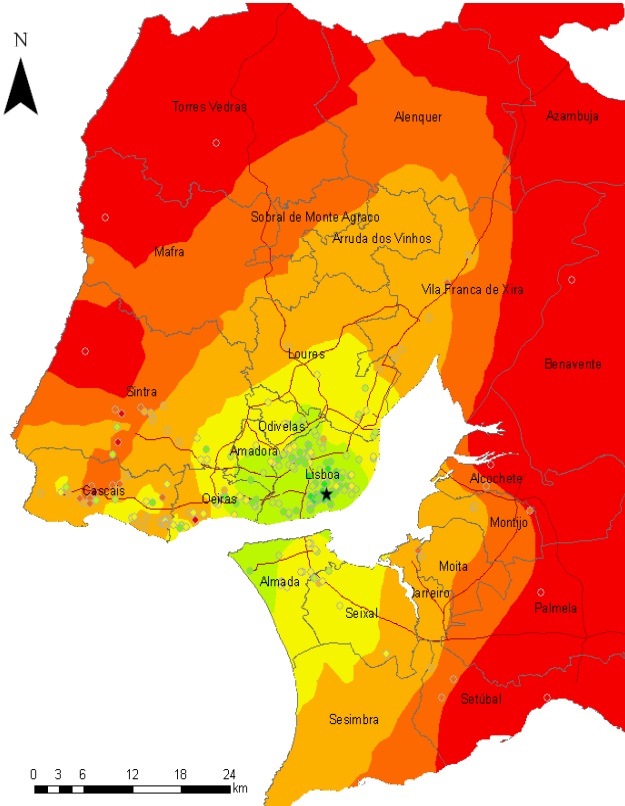 N
Torres Vedras
Alenquer
Azambuja
Sobral de Monte Agraço
Arruda dos Vinhos
Mafra
Vila Franca de Xira
Loures
Benavente
Sintra
Odivelas
Amadora
Lisboa
Alcochete
Cascais
Oeiras
Montijo
Moita
Almada
Barreiro
Palmela
Seixal
Setúbal
Sesimbra
0 3 6 12 18 24
km